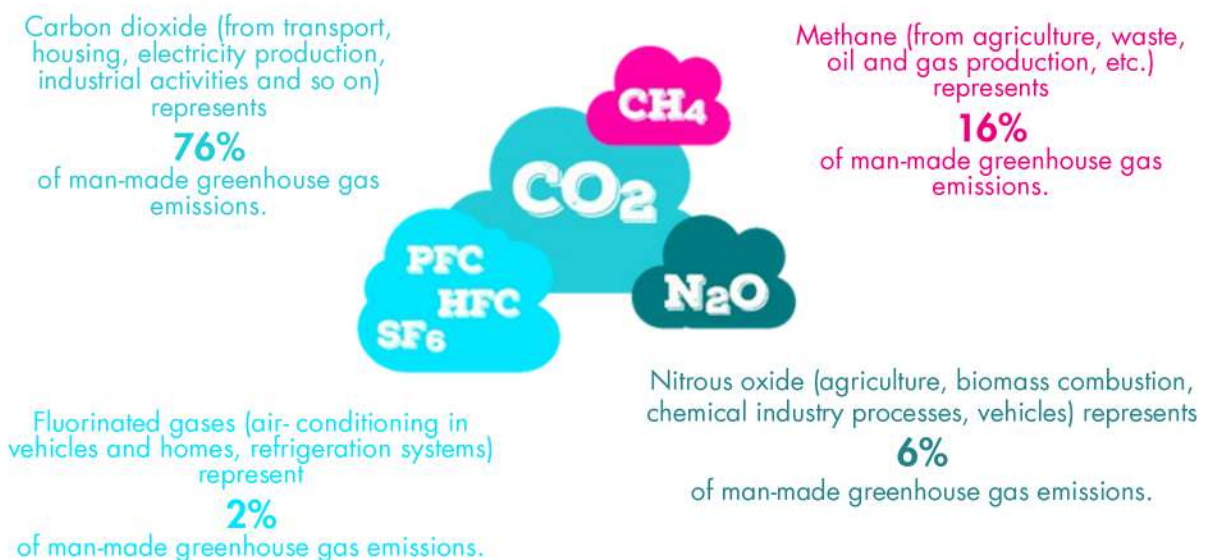 Carbon dioxide (from transport,
housing, electricity production,
industrial activities and so on)
represents
76%
of man-made greenhouse gas
emissions.
Methane (from agriculture, waste,
oil and gas production, etc.)
represents
16%
of man-made greenhouse gas
emissions.
CH4
CO2
PFC
HFC
SF6
N2O
Fluorinated gases (air- conditioning in
vehicles and homes, refrigeration systems)
represent
2%
of man-made greenhouse gas emissions.
Nitrous oxide (agriculture, biomass combustion,
chemical industry processes, vehicles) represents
6%
of man-made greenhouse gas emissions.